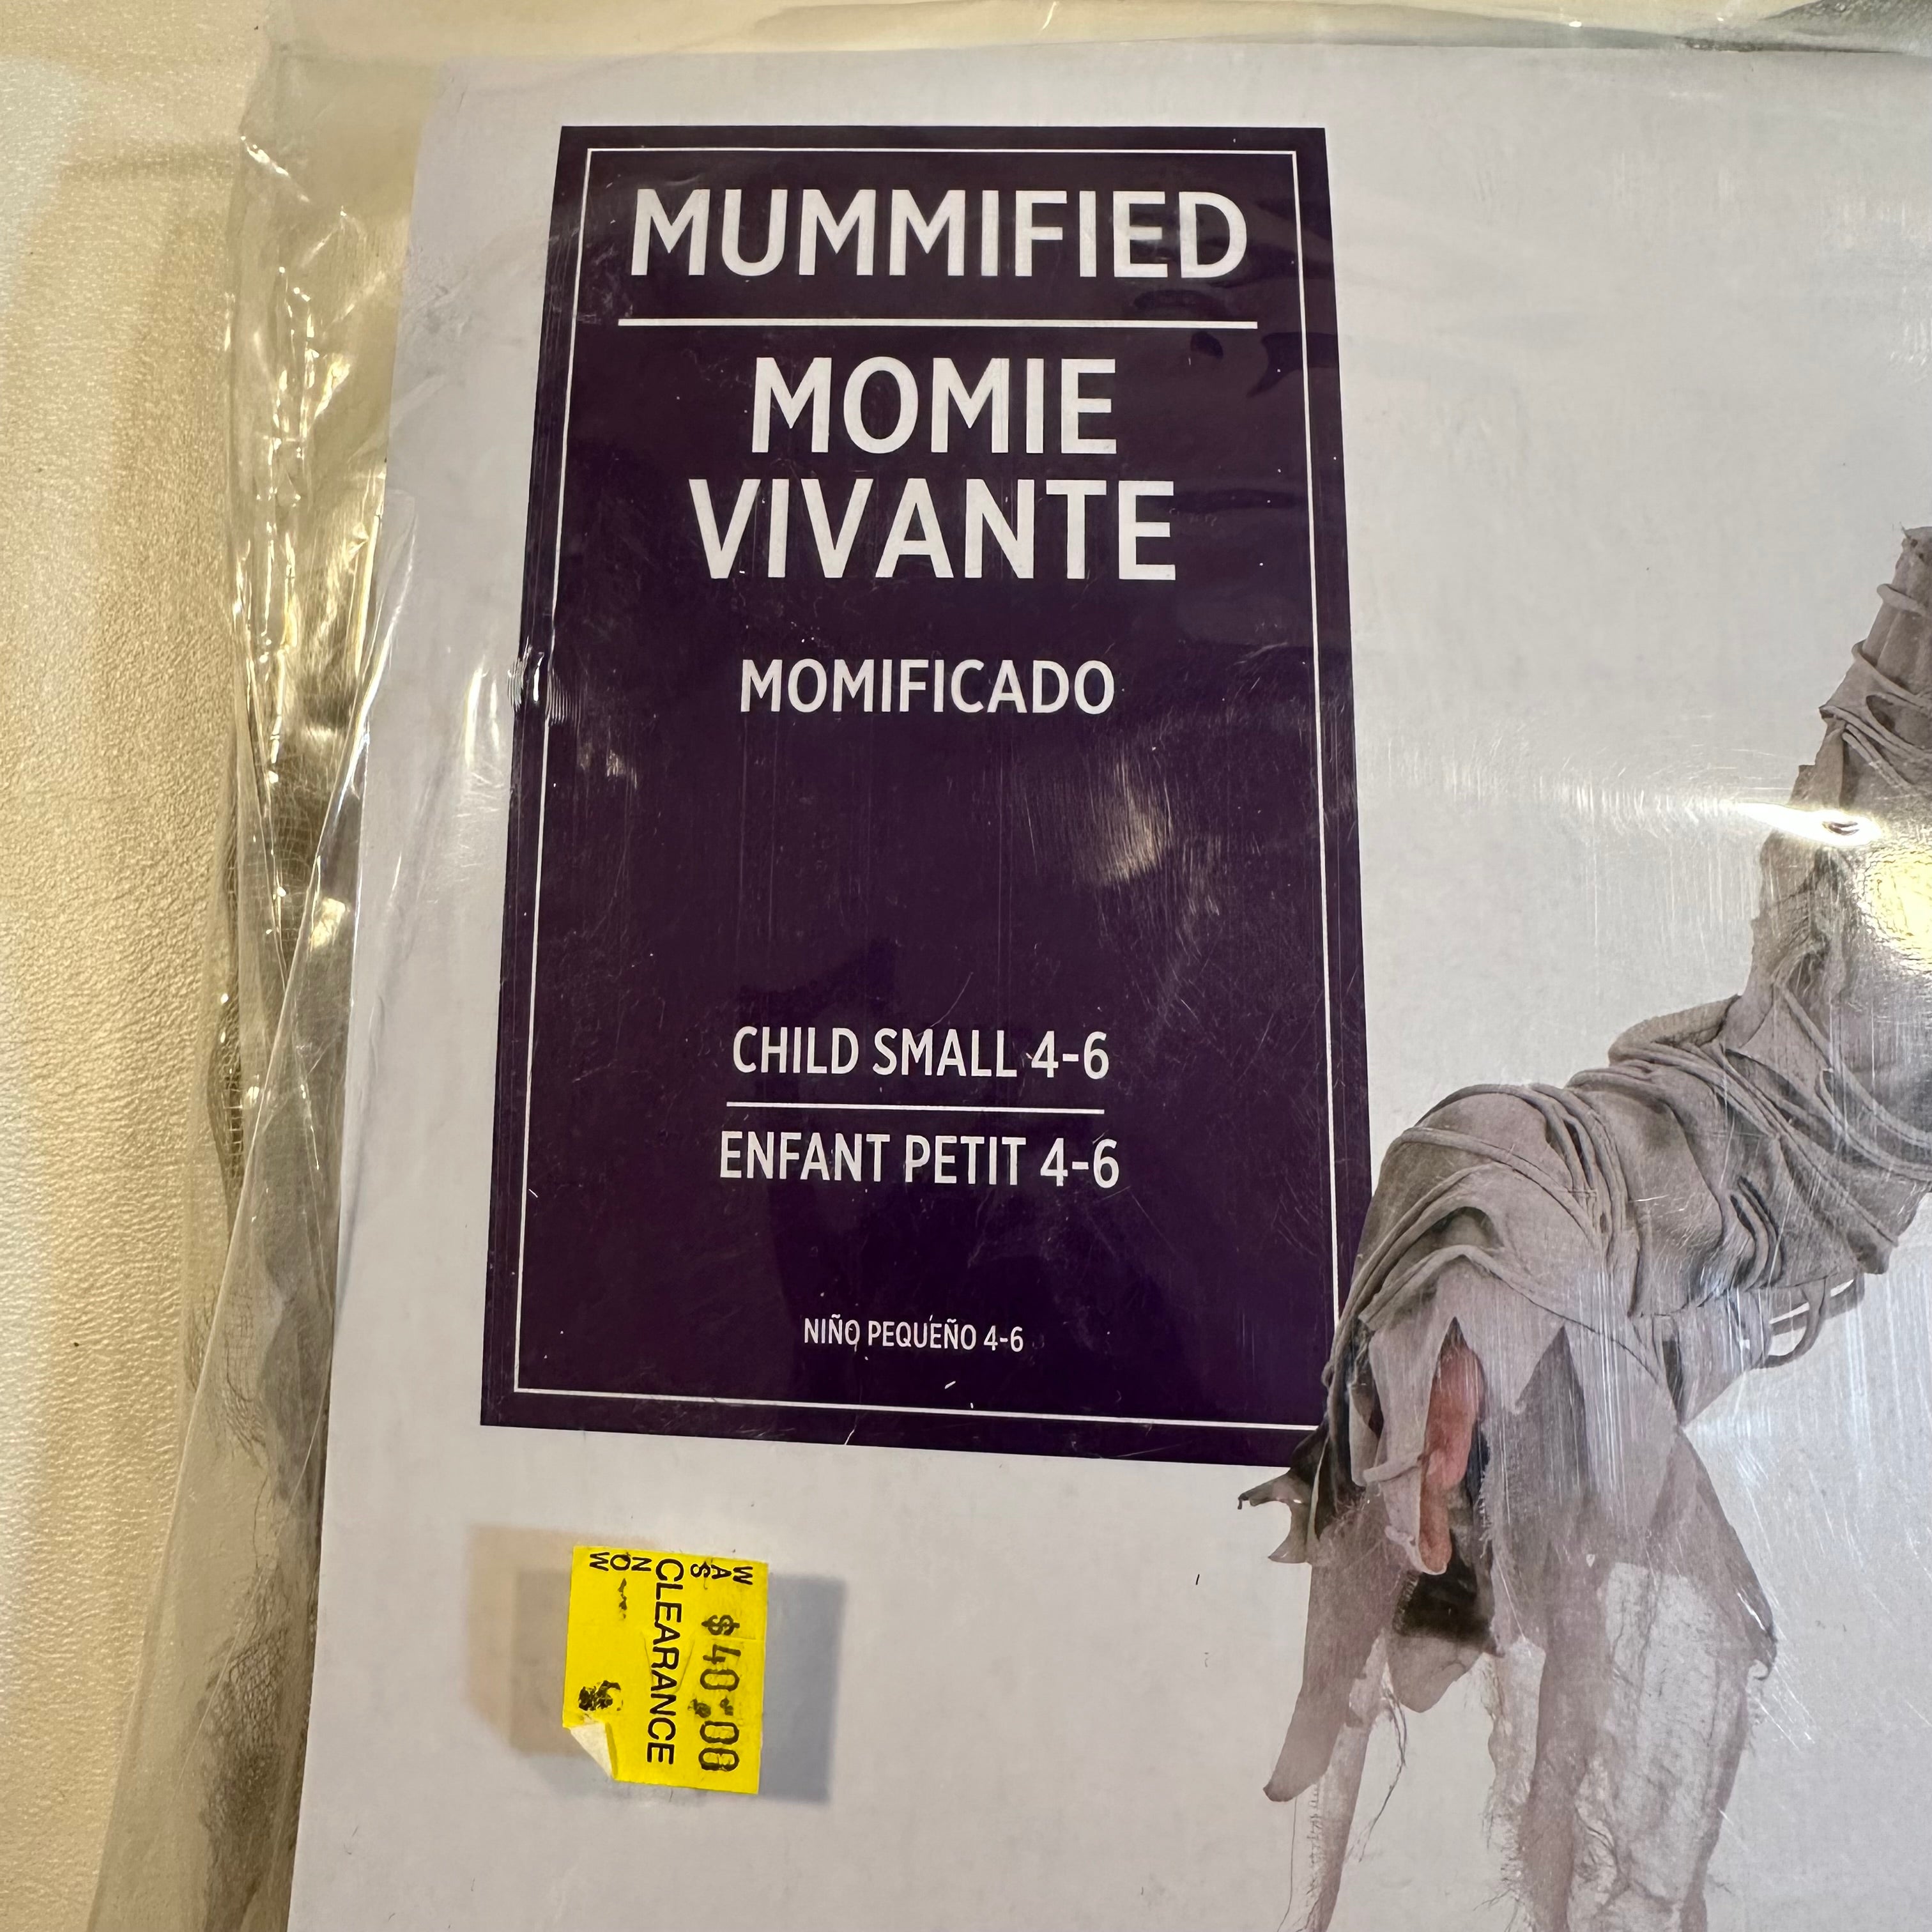 MUMMIFIED
MOMIE
VIVANTE
MOMIFICADO
CHILD SMALL 4-6
ENFANT PETIT 4-6
NIÑO PEQUEÑO 4-6
WAS $40.00
CLEARANCE
NOW